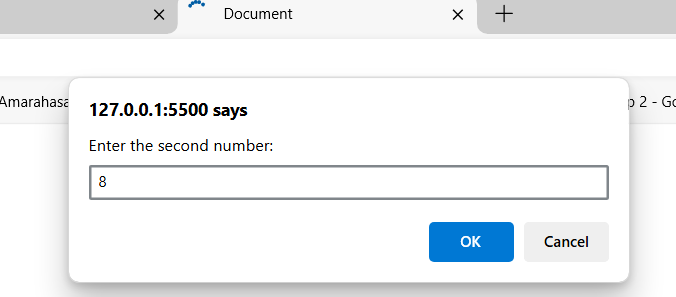 Document
Amarahasa
p 2 - Go
127.0.0.1:5500 says
Enter the second number:
8
OK Cancel